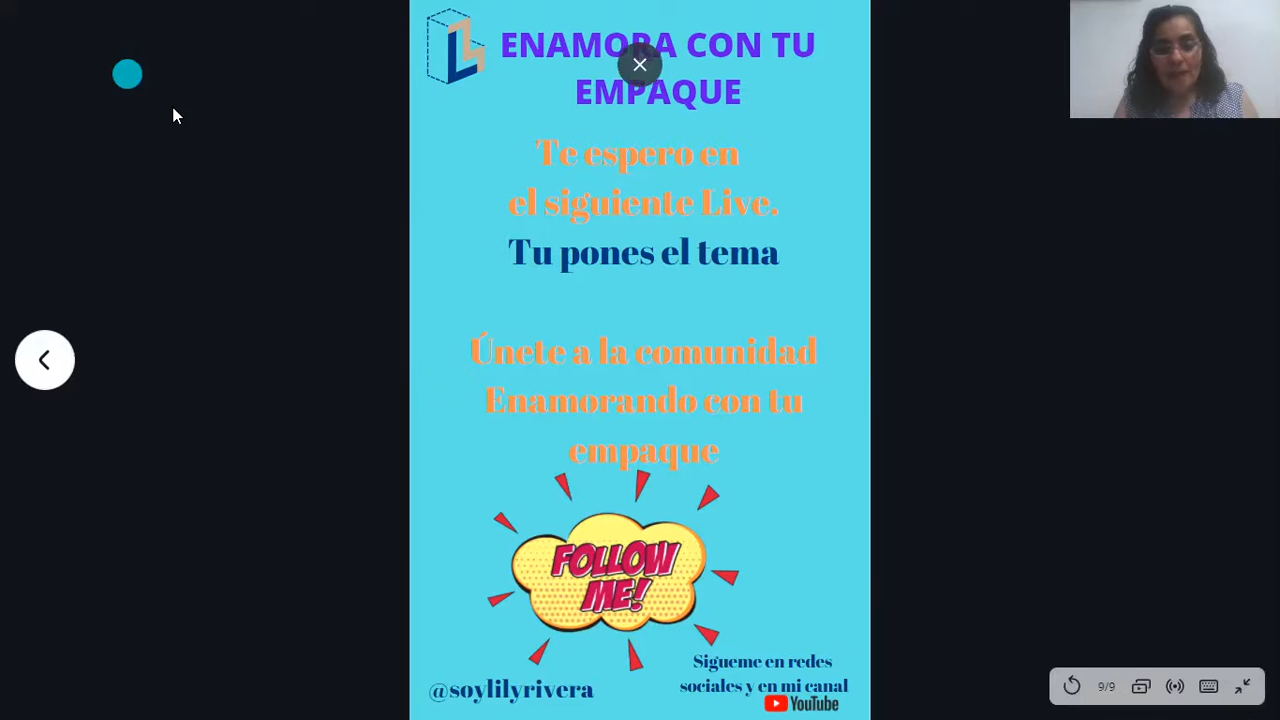 ENAMORA CON TU
EMPAQUE
Te espero en
el siguiente Live.
Tu pones el tema
Únete a la comunidad
Enamorando con tu
empaque
FOLLOW
ME!
@soylilyrivera
Sigueme en redes
sociales y en mi canal
YouTube
9/9